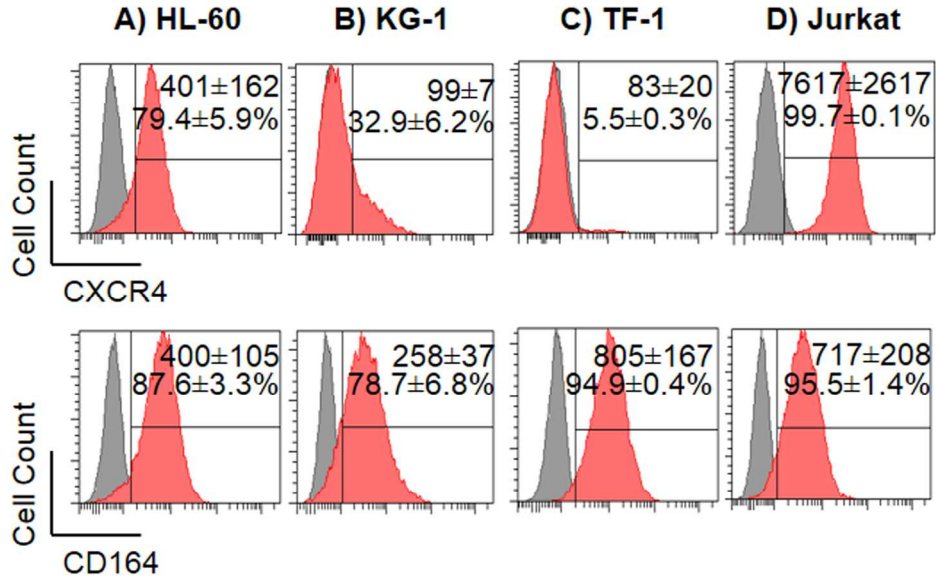 A) HL-60
B) KG-1
C) TF-1
D) Jurkat
Cell Count
401±162
79.4±5.9%
99±7
32.9±6.2%
83±20
5.5±0.3%
7617±2617
99.7±0.1%
CXCR4
Cell Count
400±105
87.6±3.3%
258±37
78.7±6.8%
805±167
94.9±0.4%
717±208
95.5±1.4%
CD164